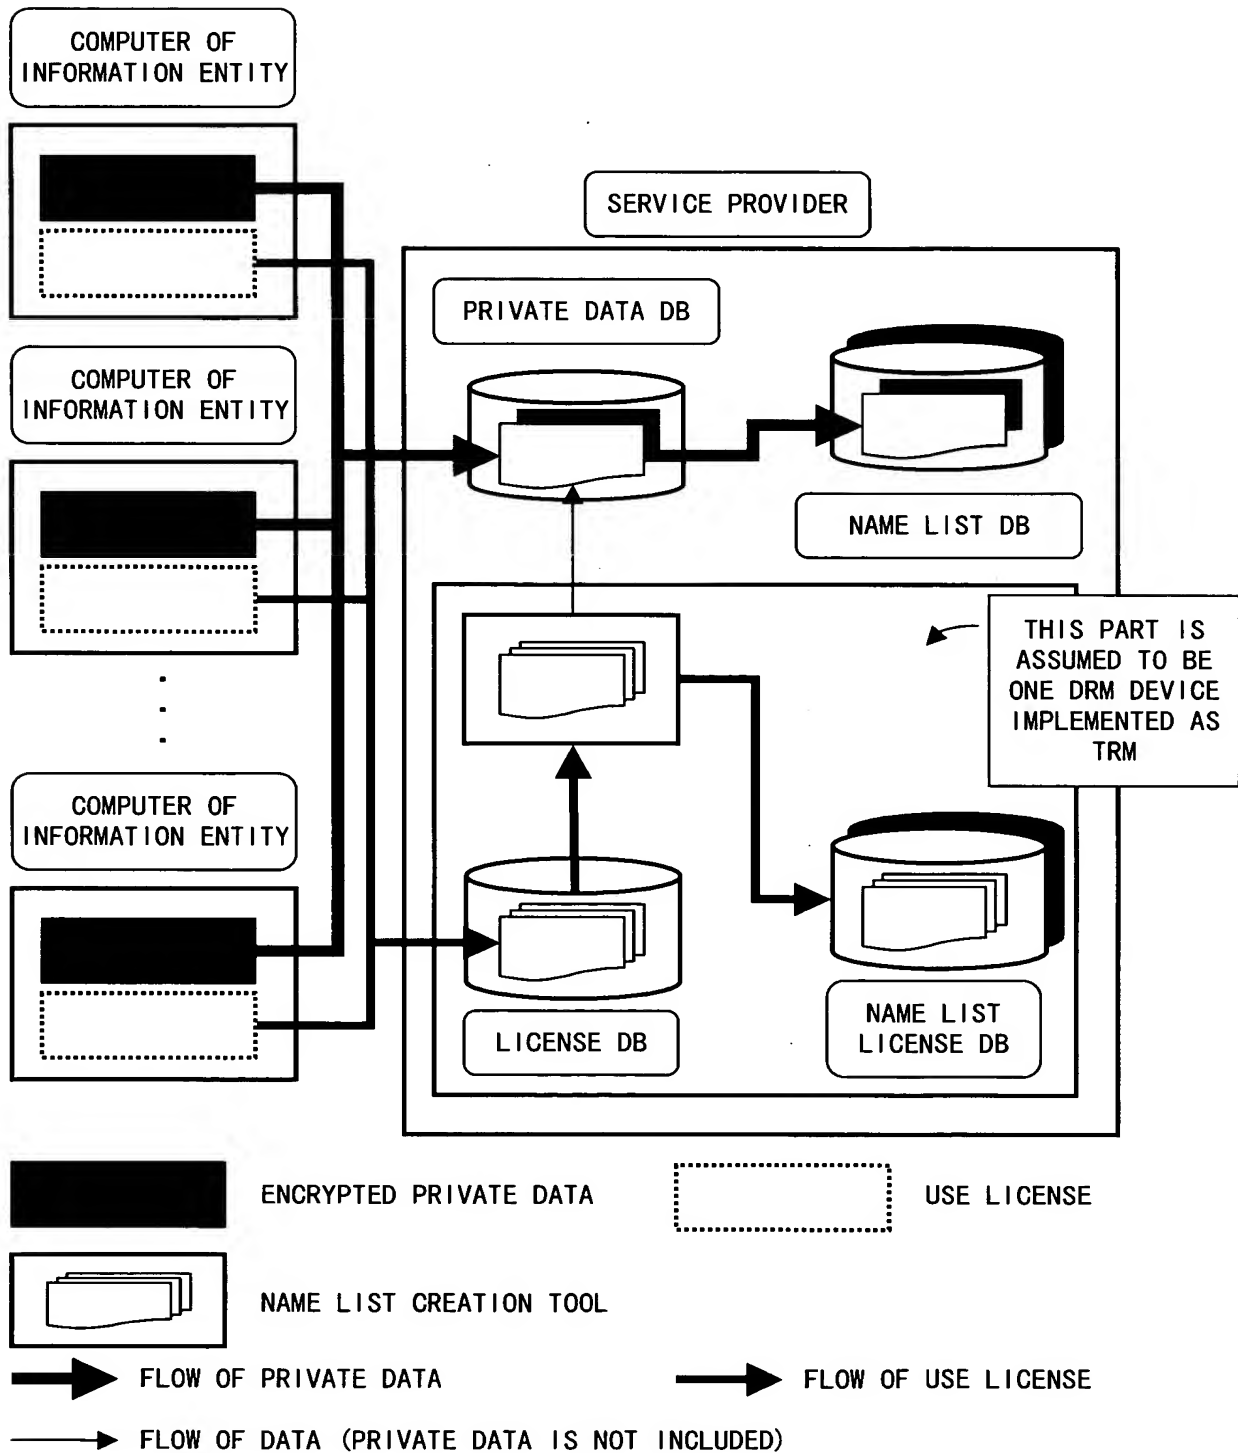 COMPUTER OF
INFORMATION ENTITY
SERVICE PROVIDER
PRIVATE DATA DB
COMPUTER OF
INFORMATION ENTITY
NAME LIST DB
THIS PART IS
ASSUMED TO BE
ONE DRM DEVICE
IMPLEMENTED AS
TRM
COMPUTER OF
INFORMATION ENTITY
LICENSE DB
NAME LIST
LICENSE DB
ENCRYPTED PRIVATE DATA
USE LICENSE
NAME LIST CREATION TOOL
FLOW OF PRIVATE DATA
FLOW OF USE LICENSE
FLOW OF DATA (PRIVATE DATA IS NOT INCLUDED)